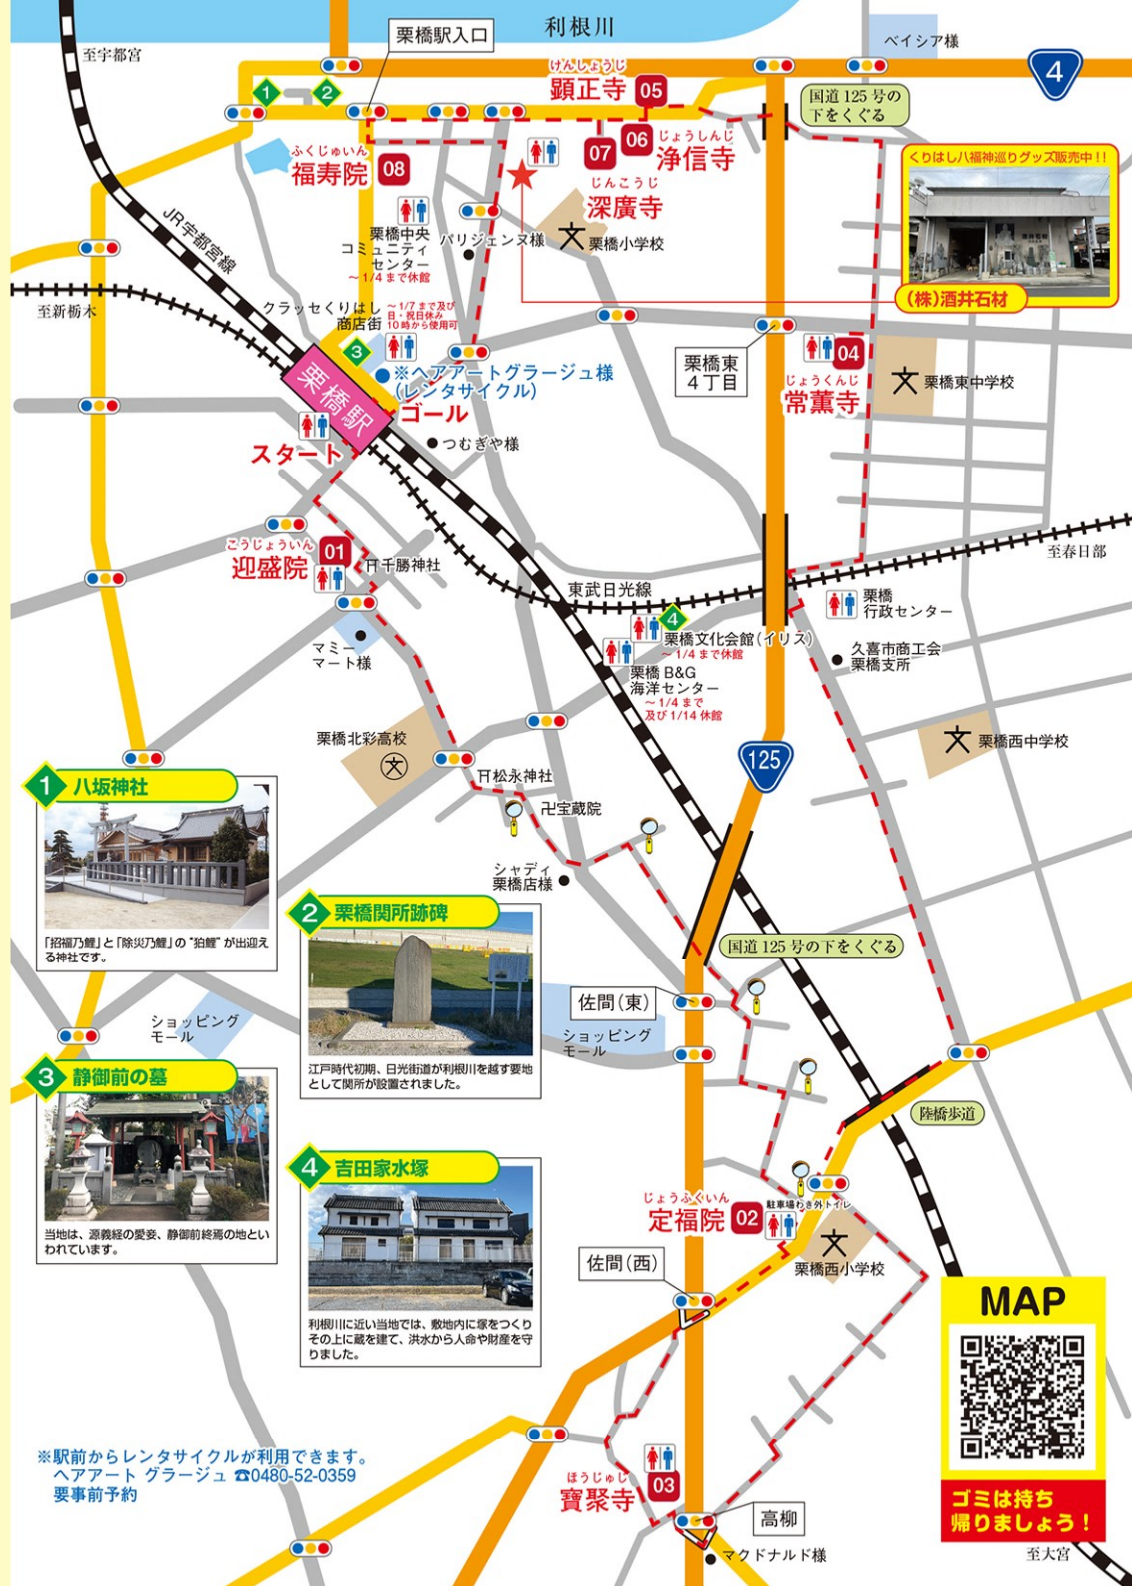 利根川
至宇都宮
栗橋駅入口
ベイシア様
4
1
2
けんしょうじ
顕正寺 05
国道125号の
下をくぐる
ふくじゅいん
福寿院 08
07
06
じょうしんじ
浄信寺
じんこうじ
深廣寺
くりはし八福神巡りグッズ販売中!!
(株)酒井石材
JR宇都宮線
栗橋中央
コミュニティ
センター
～1/4まで休館
パリジェンヌ様
文
栗橋小学校
至新栃木
クラッセくりはし
商店街
～1/7まで及び
日・祝日休み
10時から使用可
3
栗橋駅
※ヘアアートグラージュ様
(レンタサイクル)
ゴール
スタート
つむぎや様
栗橋東
4丁目
04
じょうくんじ
常薫寺
文
栗橋東中学校
こうじょういん
迎盛院
01
千勝神社
東武日光線
至春日部
マミー
マート様
4
栗橋文化会館(イリス)
～1/4まで休館
栗橋B&G
海洋センター
～1/4まで
及び1/14休館
栗橋
行政センター
久喜市商工会
栗橋支所
栗橋北彩高校
文
文
栗橋西中学校
125
松永神社
卍宝蔵院
シャディ
栗橋店様
1 八坂神社
「招福乃鯉」と「除災乃鯉」の“狛鯉”が出迎え
る神社です。
2 栗橋関所跡碑
江戸時代初期、日光街道が利根川を越す要地
として関所が設置されました。
国道125号の下をくぐる
佐間(東)
ショッピング
モール
ショッピング
モール
3 静御前の墓
当地は、源義経の愛妾、静御前終焉の地とい
われています。
陸橋歩道
4 吉田家水塚
利根川に近い当地では、敷地内に塚をつくり
その上に蔵を建て、洪水から人命や財産を守
りました。
じょうふくいん
定福院 02
駐車場わき外トイレ
文
栗橋西小学校
佐間(西)
MAP
ゴミは持ち
帰りましょう!
※駅前からレンタサイクルが利用できます。
ヘアアート グラージュ ☎0480-52-0359
要事前予約
ほうじゅじ
寶聚寺 03
高柳
マクドナルド様
至大宮